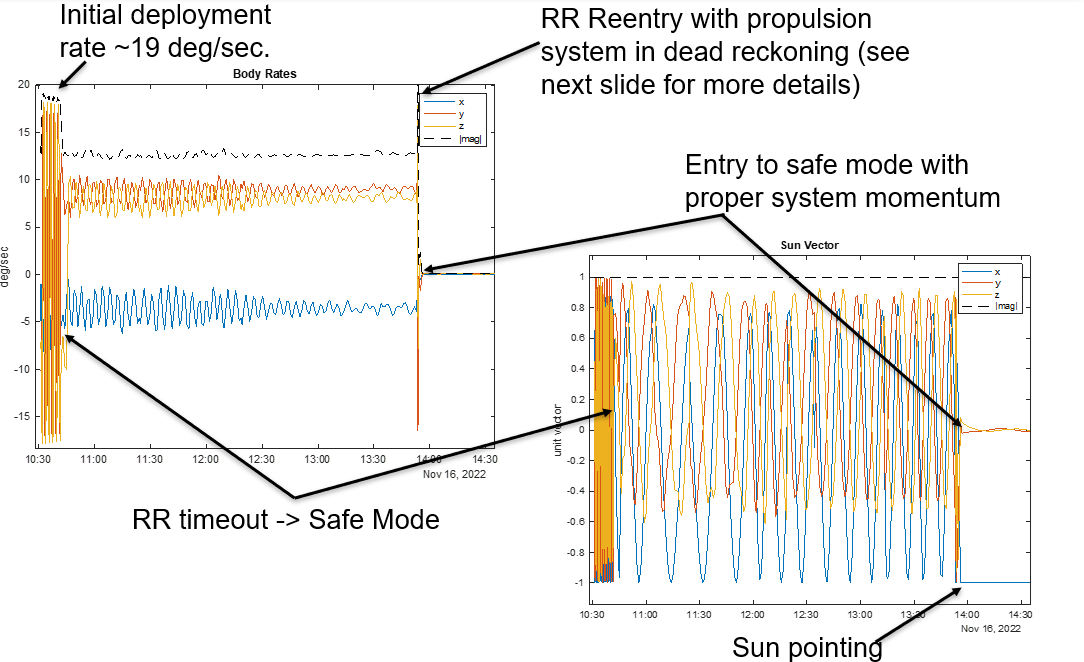 Initial deployment
rate ~19 deg/sec.
RR Reentry with propulsion
system in dead reckoning (see
next slide for more details)
Body Rates
20
15
10
5
0
-5
-10
-15
deg/sec
x
y
z
|mag|
10:30 11:00 11:30 12:00 12:30 13:00 13:30 14:00 14:30
Nov 16, 2022
Entry to safe mode with
proper system momentum
Sun Vector
1
0.8
0.6
0.4
0.2
0
-0.2
-0.4
-0.6
-0.8
-1
unit vector
x
y
z
|mag|
10:30 11:00 11:30 12:00 12:30 13:00 13:30 14:00 14:30
Nov 16, 2022
RR timeout -> Safe Mode
Sun pointing